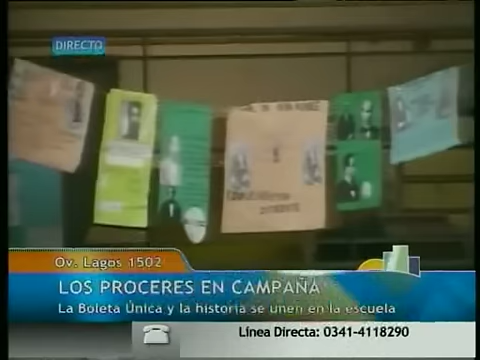 DIRECTO
Ov. Lagos 1502
LOS PROCERES EN CAMPAÑA
La Boleta Única y la historia se unen en la escuela
Línea Directa: 0341-4118290